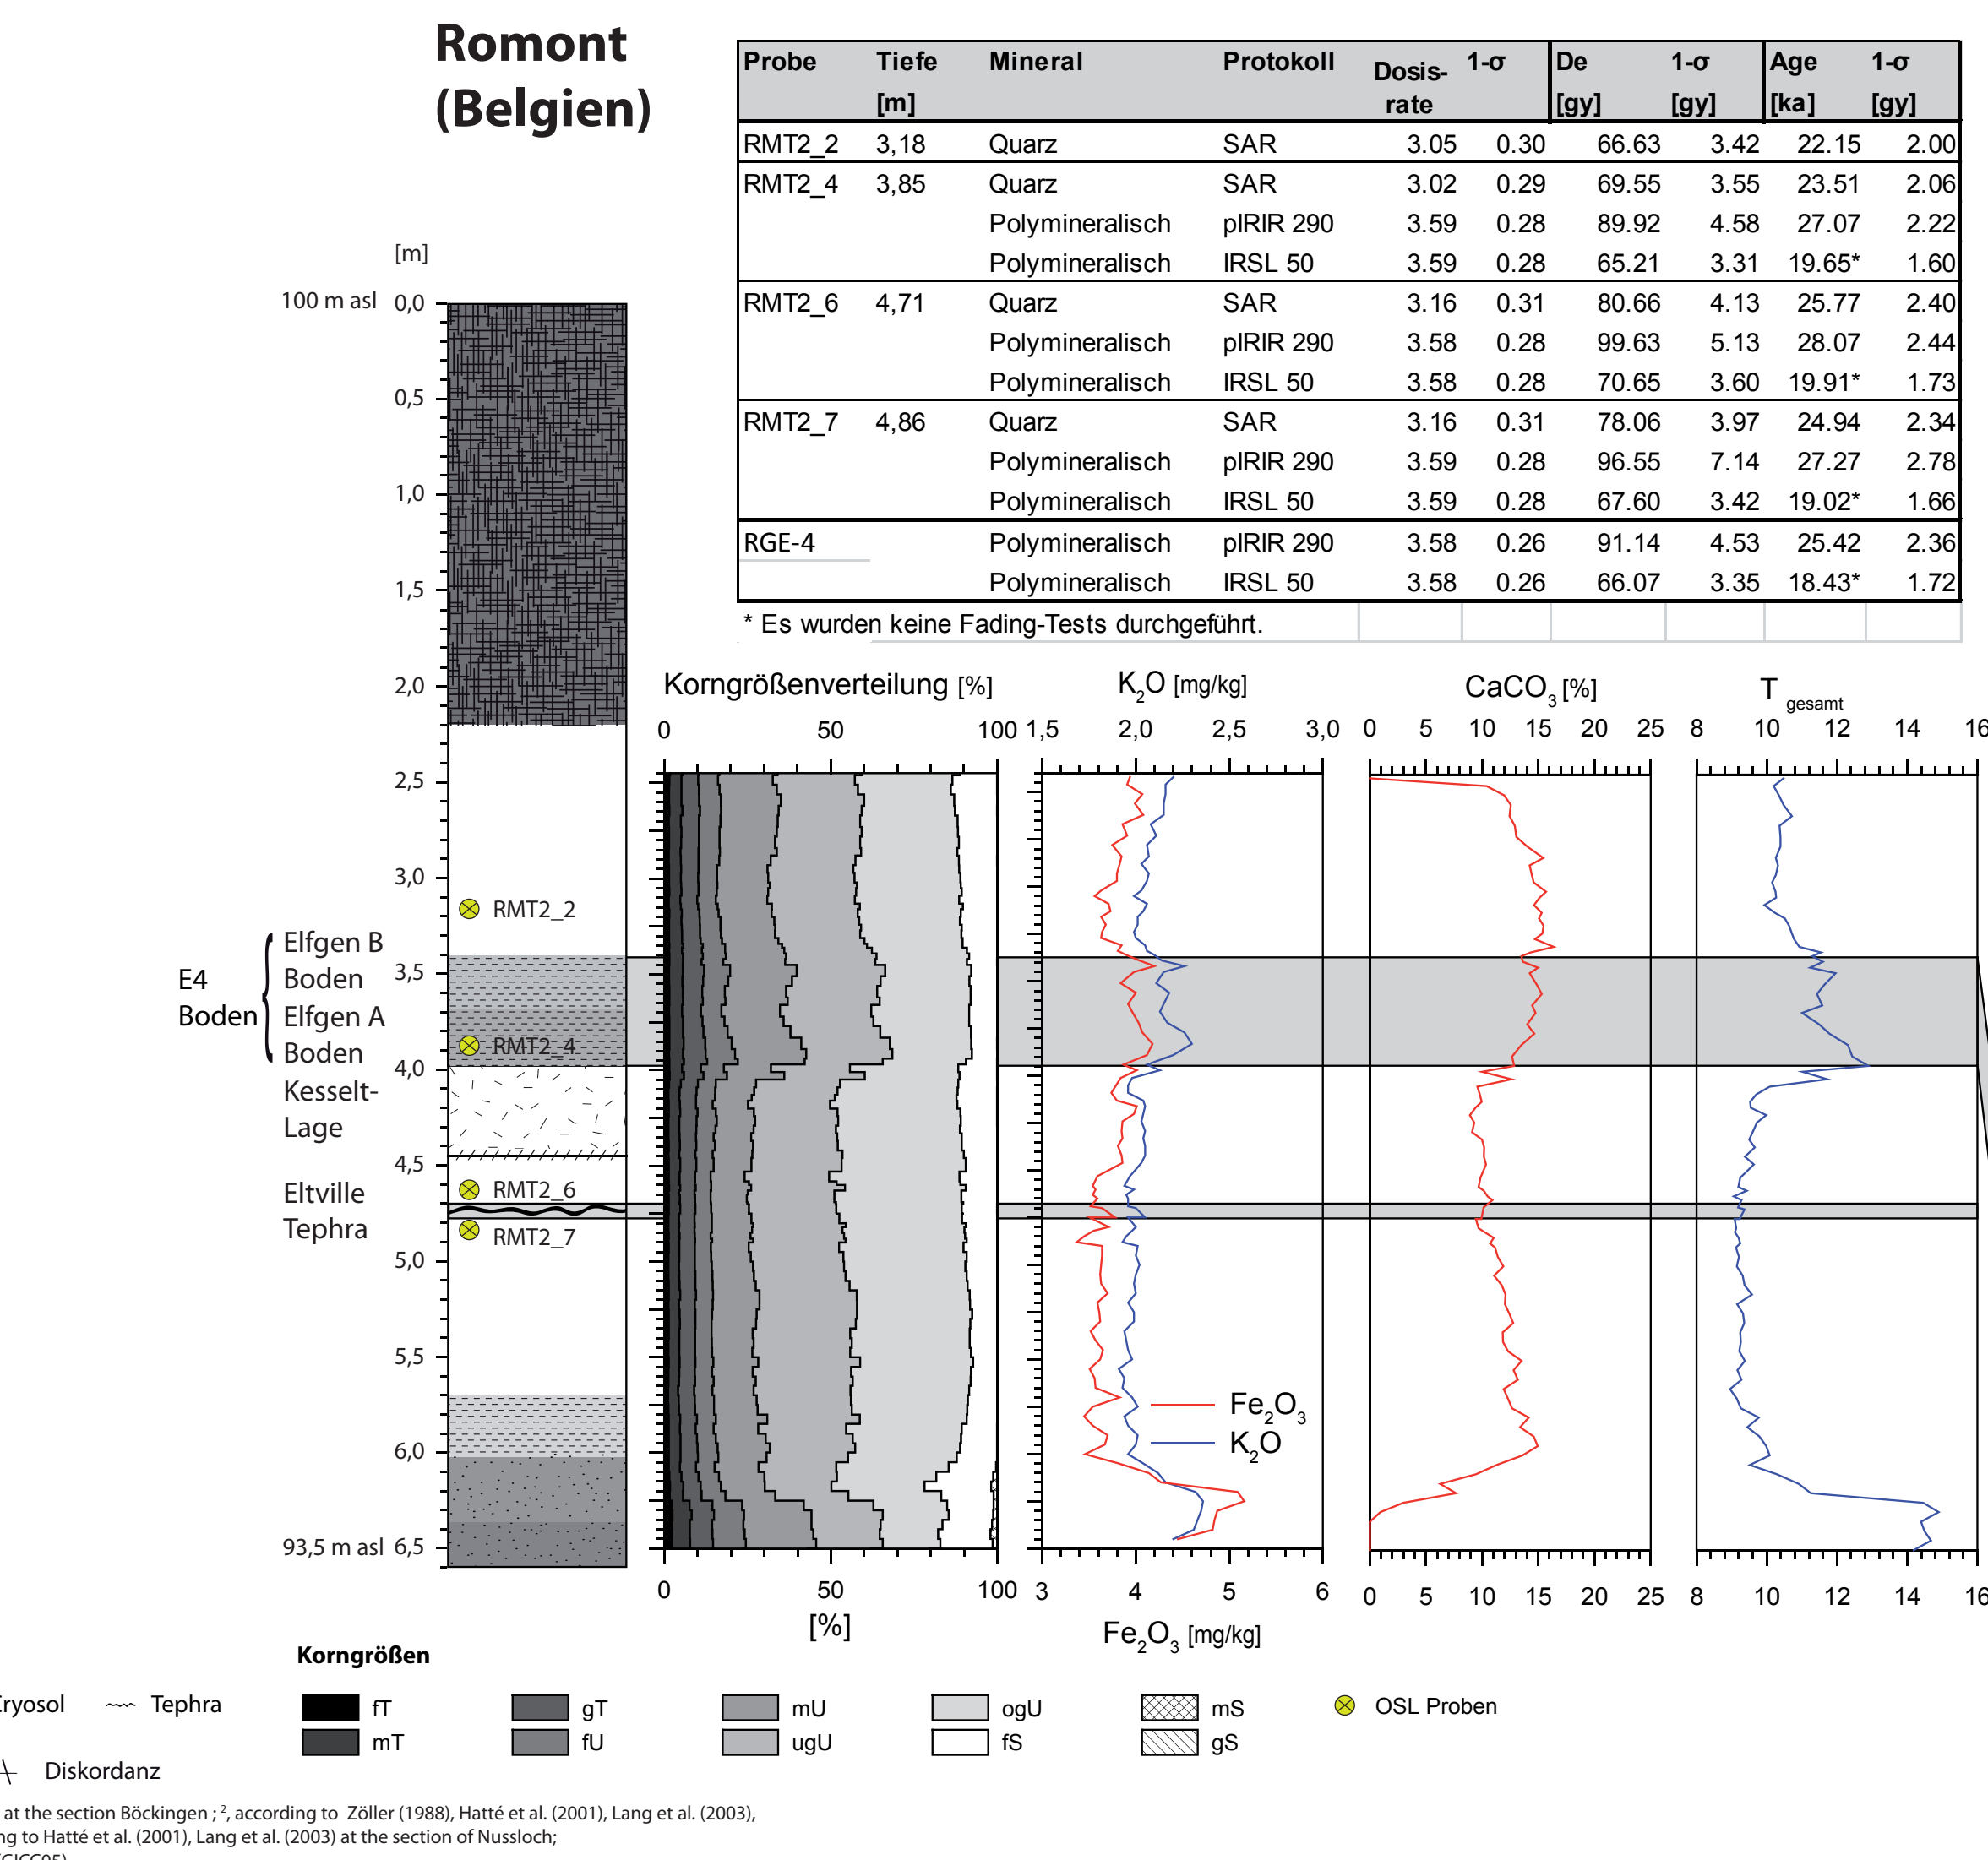 Romont
(Belgien)
Probe Tiefe Mineral Protokoll Dosis- 1-σ De 1-σ Age 1-σ
[m] rate [gy] [gy] [ka] [gy]
RMT2_2 3,18 Quarz SAR 3.05 0.30 66.63 3.42 22.15 2.00
RMT2_4 3,85 Quarz SAR 3.02 0.29 69.55 3.55 23.51 2.06
Polymineralisch pIRIR 290 3.59 0.28 89.92 4.58 27.07 2.22
Polymineralisch IRSL 50 3.59 0.28 65.21 3.31 19.65* 1.60
RMT2_6 4,71 Quarz SAR 3.16 0.31 80.66 4.13 25.77 2.40
Polymineralisch pIRIR 290 3.58 0.28 99.63 5.13 28.07 2.44
Polymineralisch IRSL 50 3.58 0.28 70.65 3.60 19.91* 1.73
RMT2_7 4,86 Quarz SAR 3.16 0.31 78.06 3.97 24.94 2.34
Polymineralisch pIRIR 290 3.59 0.28 96.55 7.14 27.27 2.78
Polymineralisch IRSL 50 3.59 0.28 67.60 3.42 19.02* 1.66
RGE-4 Polymineralisch pIRIR 290 3.58 0.26 91.14 4.53 25.42 2.36
Polymineralisch IRSL 50 3.58 0.26 66.07 3.35 18.43* 1.72
* Es wurden keine Fading-Tests durchgeführt.
[m]
100 m asl 0,0
0,5
1,0
1,5
2,0
2,5
3,0
3,5
4,0
4,5
5,0
5,5
6,0
93,5 m asl 6,5
RMT2_2
RMT2_4
RMT2_6
RMT2_7
E4
Boden
Elfgen B
Boden
Elfgen A
Boden
Kesselt-
Lage
Eltville
Tephra
Korngrößenverteilung [%]
0 50 100
K2O [mg/kg]
1,5 2,0 2,5 3,0
CaCO3 [%]
0 5 10 15 20 25
T gesamt
8 10 12 14 16
Fe2O3
K2O
0 50 100
[%]
3 4 5 6
Fe2O3 [mg/kg]
0 5 10 15 20 25
8 10 12 14 16
Korngrößen
fT gT mU ogU mS OSL Proben
mT fU ugU fS gS
Cryosol Tephra
Diskordanz
at the section Böckingen ; 2, according to Zöller (1988), Hatté et al. (2001), Lang et al. (2003),
ng to Hatté et al. (2001), Lang et al. (2003) at the section of Nussloch;